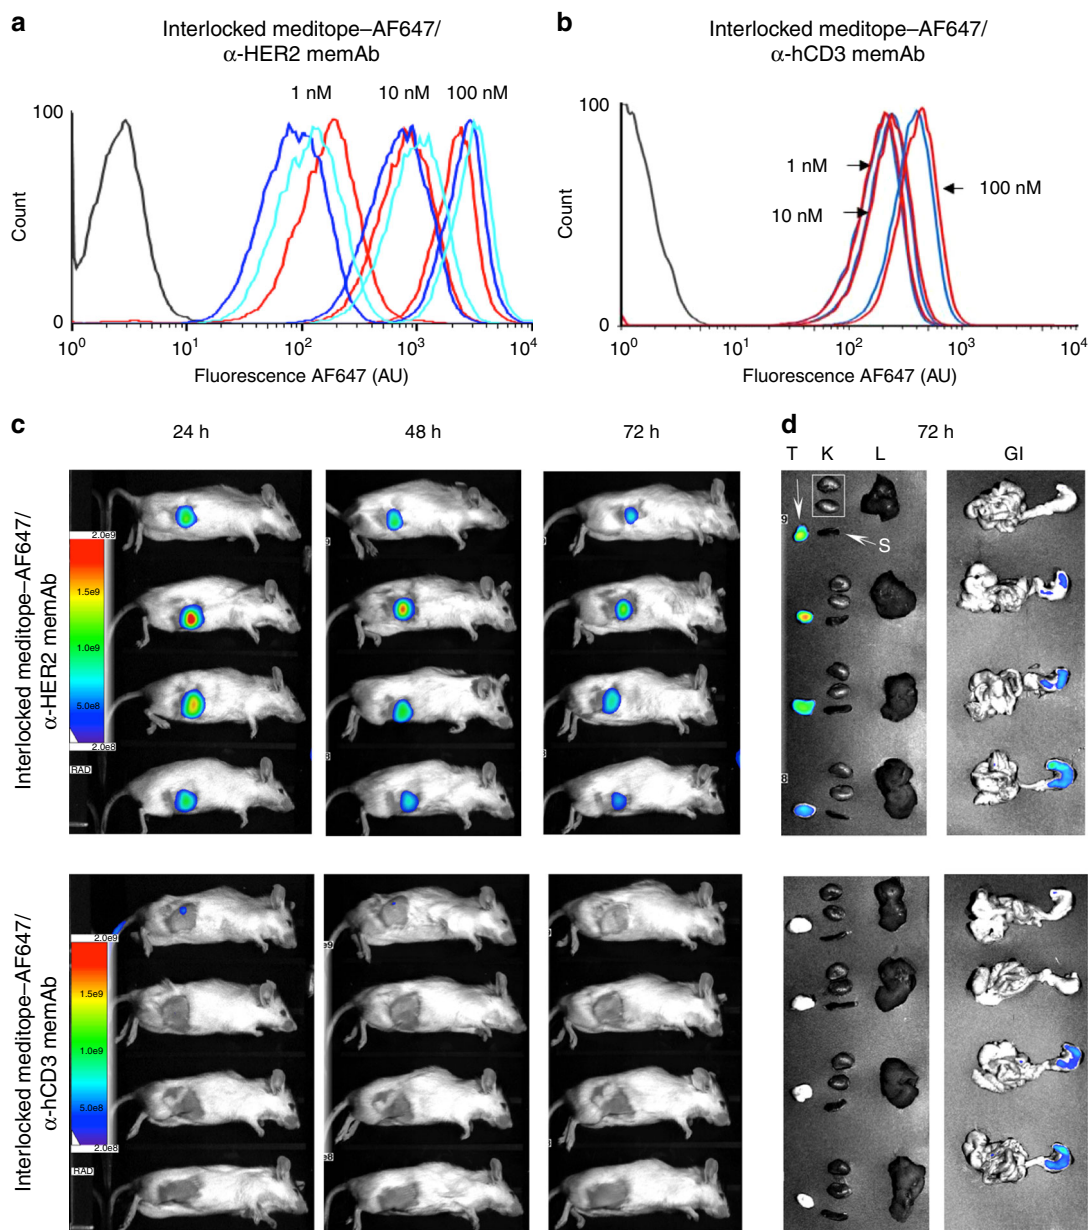 a
Interlocked meditope–AF647/
α-HER2 memAb
1 nM
10 nM
100 nM
100
0
Count
10⁰
10¹
10²
10³
10⁴
Fluorescence AF647 (AU)
b
Interlocked meditope–AF647/
α-hCD3 memAb
100
0
Count
1 nM
10 nM
100 nM
10⁰
10¹
10²
10³
10⁴
Fluorescence AF647 (AU)
c
24 h
48 h
72 h
Interlocked meditope–AF647/
α-HER2 memAb
2.0e9
1.5e9
1.0e9
5.0e8
2.0e8
RAD
Interlocked meditope–AF647/
α-hCD3 memAb
2.0e9
1.5e9
1.0e9
5.0e8
2.0e8
RAD
d
72 h
T
K
L
GI
S